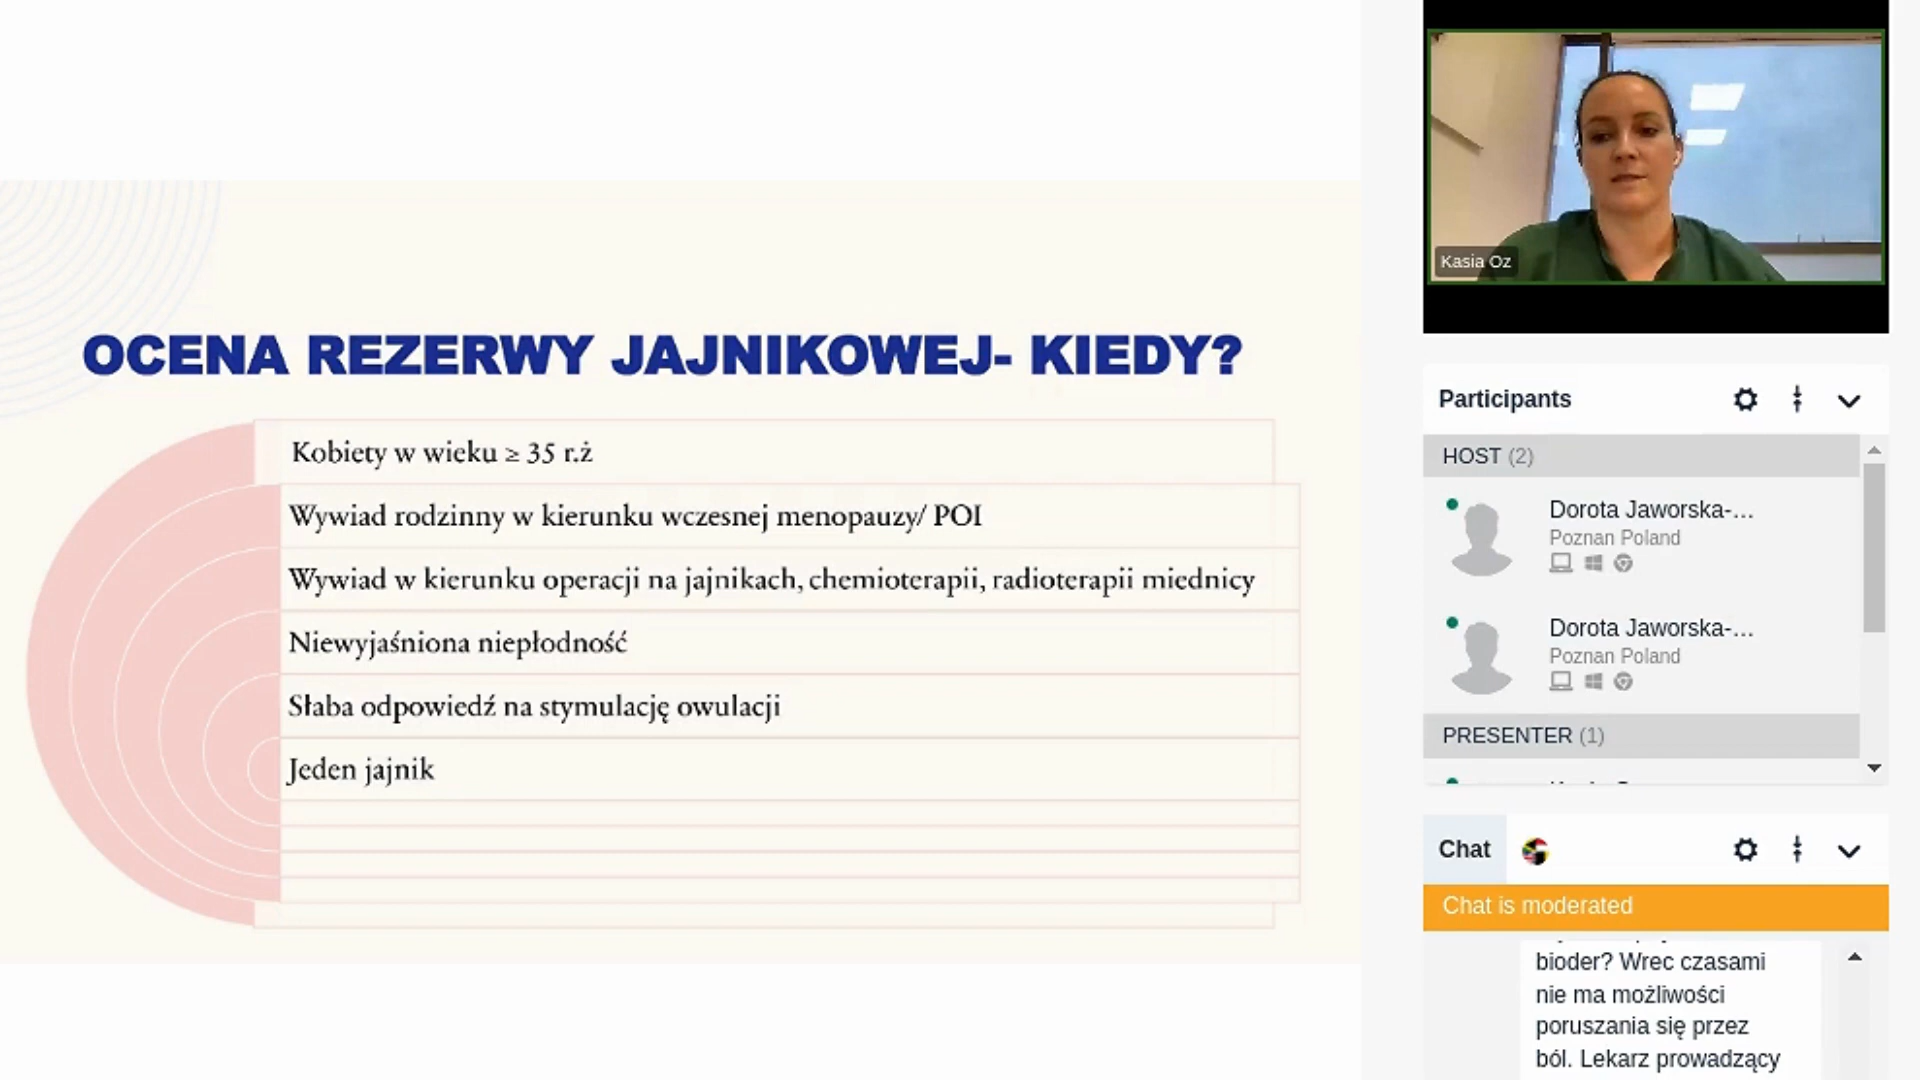 OCENA REZERWY JAJNIKOWEJ- KIEDY?
Kobiety w wieku ≥ 35 r.ż
Wywiad rodzinny w kierunku wczesnej menopauzy/ POI
Wywiad w kierunku operacji na jajnikach, chemioterapii, radioterapii miednicy
Niewyjaśniona niepłodność
Słaba odpowiedź na stymulację owulacji
Jeden jajnik
Kasia Oz
Participants
HOST (2)
Dorota Jaworska-...
Poznan Poland
Dorota Jaworska-...
Poznan Poland
PRESENTER (1)
Chat
Chat is moderated
bioder? Wrec czasami
nie ma możliwości
poruszania się przez
ból. Lekarz prowadzący